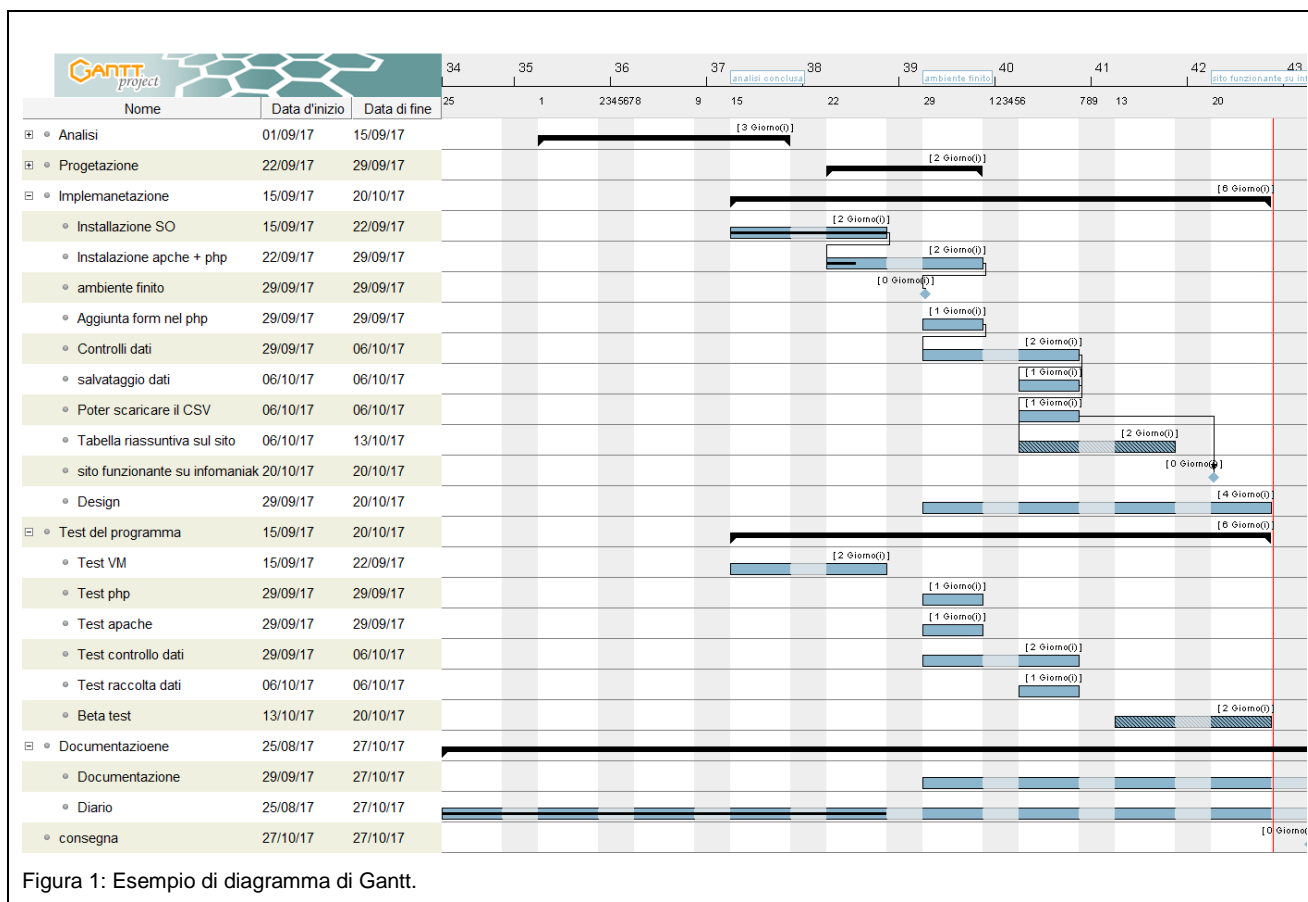 GANTT
project
34 35 36 37 38 39 40 41 42 43
analisi conclusa ambiente finito sito funzionante su inf
Nome Data d'inizio Data di fine
25 1 2345678 9 15 22 29 123456 789 13 20
Analisi 01/09/17 15/09/17 [3 Giorno(i)]
Progetazione 22/09/17 29/09/17 [2 Giorno(i)]
Implemanetazione 15/09/17 20/10/17 [6 Giorno(i)]
Installazione SO 15/09/17 22/09/17 [2 Giorno(i)]
Instalazione apche + php 22/09/17 29/09/17 [2 Giorno(i)]
ambiente finito 29/09/17 29/09/17 [0 Giorno(i)]
Aggiunta form nel php 29/09/17 29/09/17 [1 Giorno(i)]
Controlli dati 29/09/17 06/10/17 [2 Giorno(i)]
salvataggio dati 06/10/17 06/10/17 [1 Giorno(i)]
Poter scaricare il CSV 06/10/17 06/10/17 [1 Giorno(i)]
Tabella riassuntiva sul sito 06/10/17 13/10/17 [2 Giorno(i)]
sito funzionante su infomaniak 20/10/17 20/10/17 [0 Giorno(i)]
Design 29/09/17 20/10/17 [4 Giorno(i)]
Test del programma 15/09/17 20/10/17 [6 Giorno(i)]
Test VM 15/09/17 22/09/17 [2 Giorno(i)]
Test php 29/09/17 29/09/17 [1 Giorno(i)]
Test apache 29/09/17 29/09/17 [1 Giorno(i)]
Test controllo dati 29/09/17 06/10/17 [2 Giorno(i)]
Test raccolta dati 06/10/17 06/10/17 [1 Giorno(i)]
Beta test 13/10/17 20/10/17 [2 Giorno(i)]
Documentazioene 25/08/17 27/10/17
Documentazione 29/09/17 27/10/17
Diario 25/08/17 27/10/17
consegna 27/10/17 27/10/17 [0 Giorno(
Figura 1: Esempio di diagramma di Gantt.